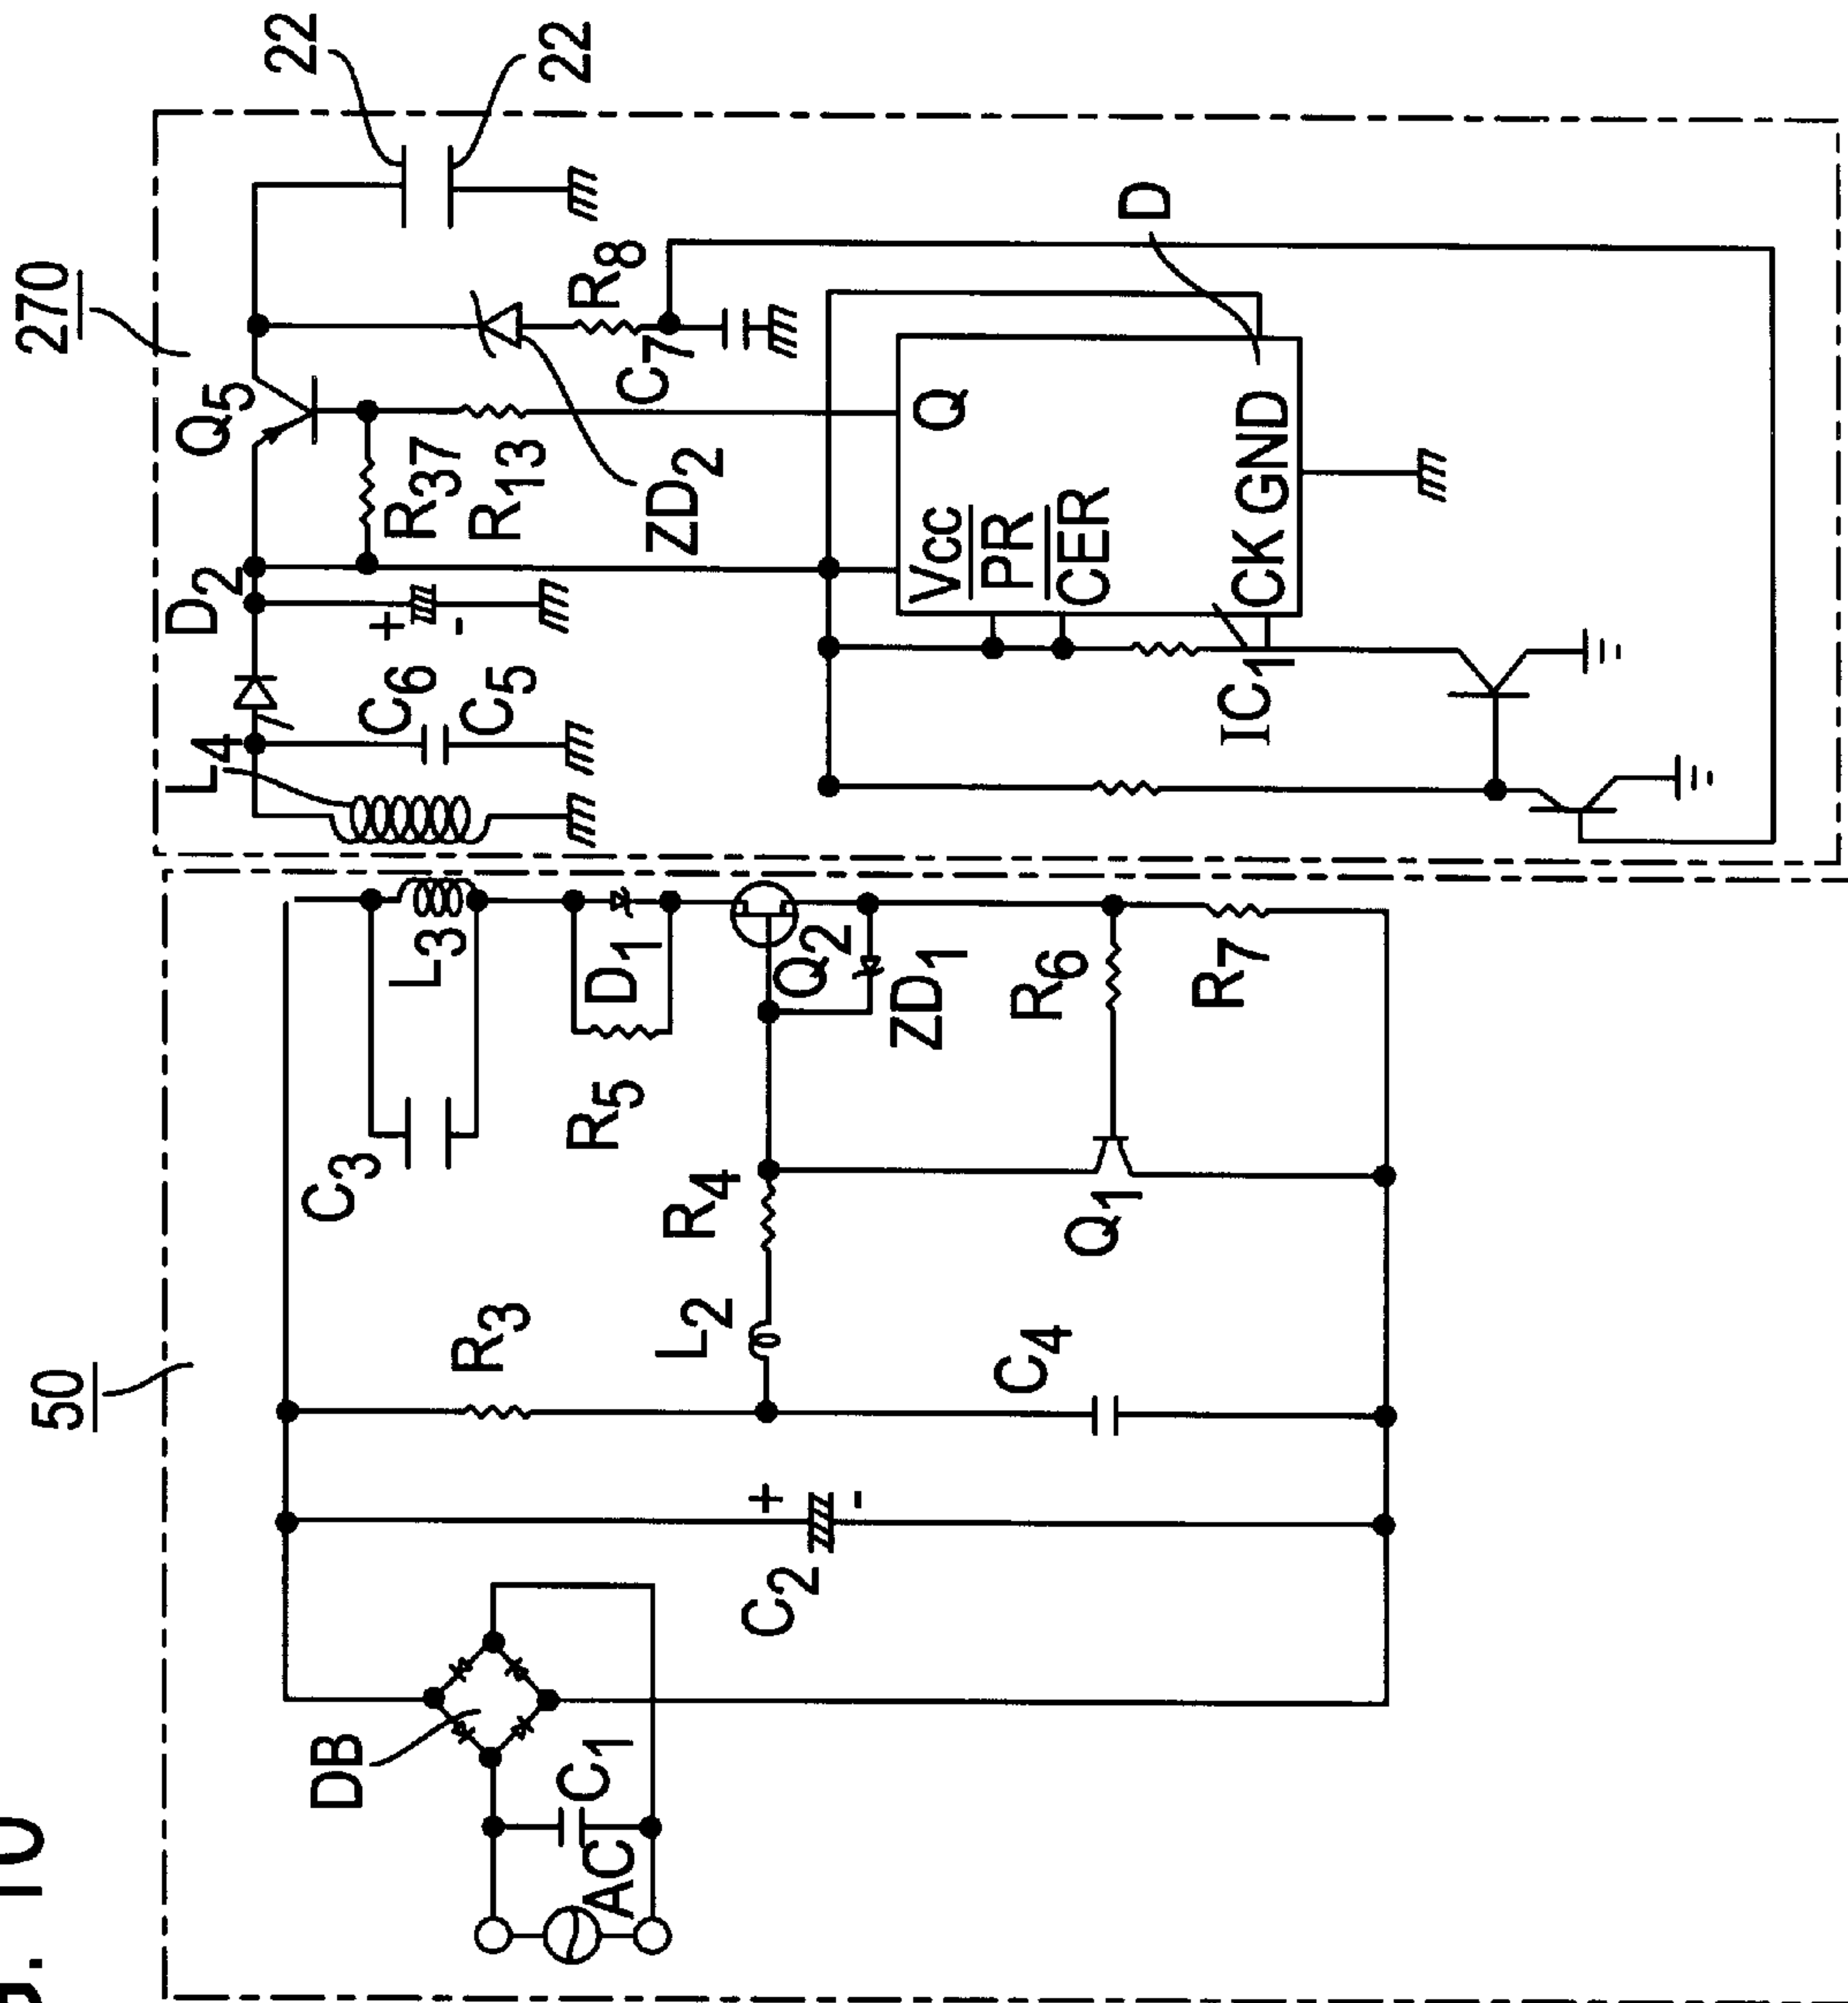 50
270
DB
AC
C1
C2
+
-
R3
C4
L2
R4
Q1
C3
L3
R5
D1
Q2
ZD1
R6
R7
L4
D2
C6
C5
+
-
Q5
R37
R13
ZD2
R8
C7
22
22
Vcc
PR
CER
CK
GND
Q
D
IC1
10